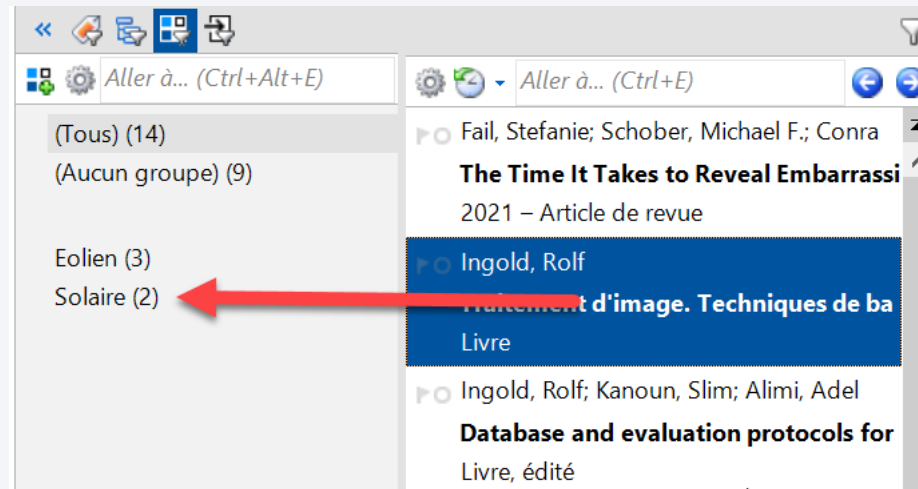 Aller à... (Ctrl+Alt+E)
(Tous) (14)
(Aucun groupe) (9)
Eolien (3)
Solaire (2)
Aller à... (Ctrl+E)
Fail, Stefanie; Schober, Michael F.; Conra
The Time It Takes to Reveal Embarrassi
2021 – Article de revue
Ingold, Rolf
Traitement d'image. Techniques de ba
Livre
Ingold, Rolf; Kanoun, Slim; Alimi, Adel
Database and evaluation protocols for
Livre, édité